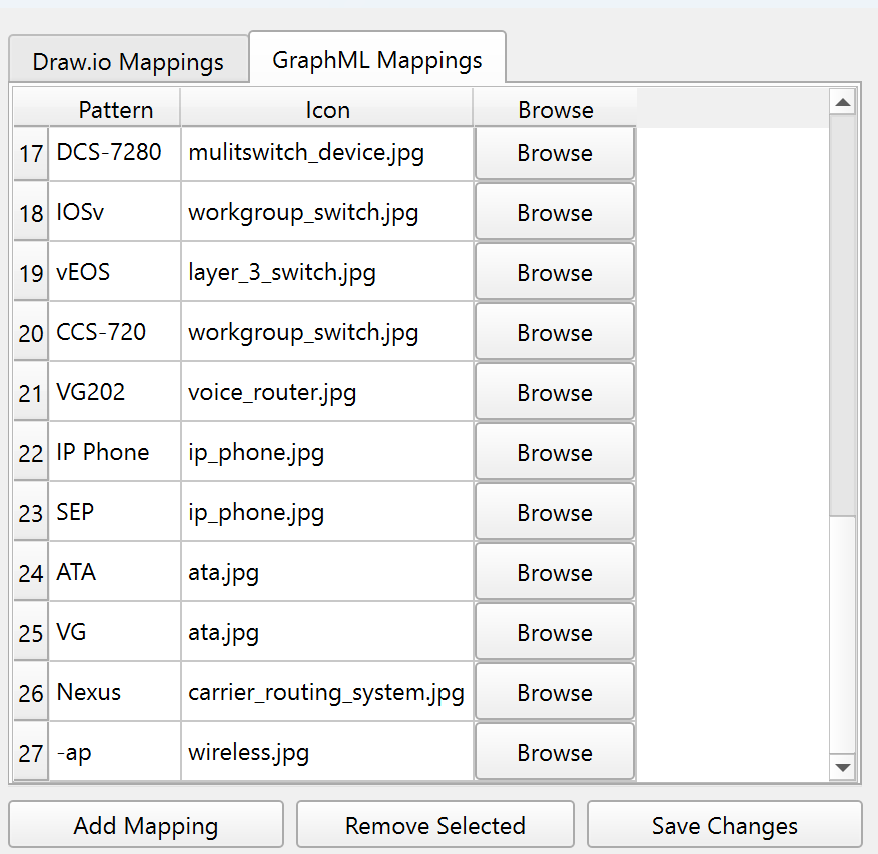 Draw.io Mappings GraphML Mappings
Pattern Icon Browse
17 DCS-7280 mulitswitch_device.jpg Browse
18 IOSv workgroup_switch.jpg Browse
19 vEOS layer_3_switch.jpg Browse
20 CCS-720 workgroup_switch.jpg Browse
21 VG202 voice_router.jpg Browse
22 IP Phone ip_phone.jpg Browse
23 SEP ip_phone.jpg Browse
24 ATA ata.jpg Browse
25 VG ata.jpg Browse
26 Nexus carrier_routing_system.jpg Browse
27 -ap wireless.jpg Browse
Add Mapping Remove Selected Save Changes